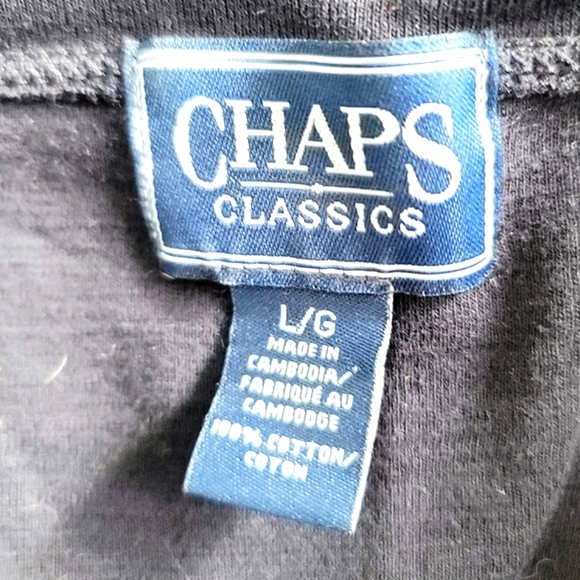 CHAPS
CLASSICS
L/G
MADE IN
CAMBODIA/
FABRIQUÉ AU
CAMBODGE
100% COTTON/
COTON